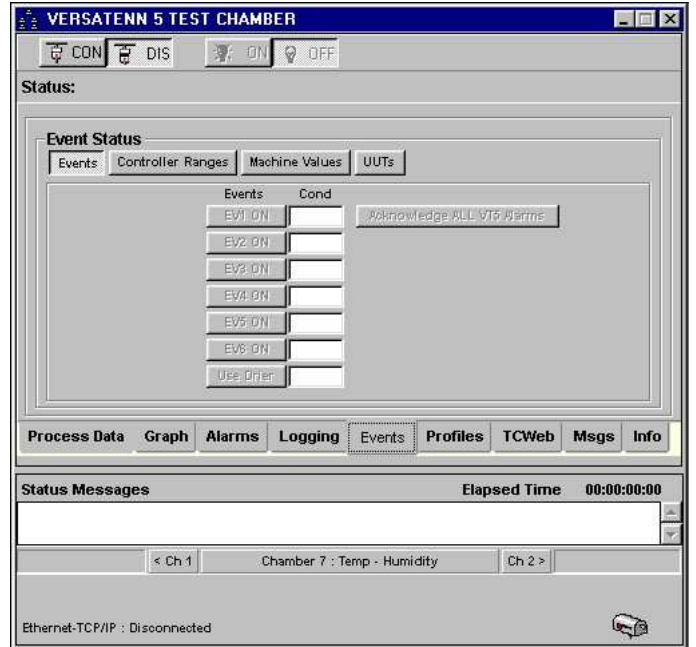 VERSATENN 5 TEST CHAMBER
CON DIS ON OFF
Status:
Event Status
Events Controller Ranges Machine Values UUTs
Events Cond
EV1 ON Acknowledge ALL VT5 Alarms
EV2 ON
EV3 ON
EV4 ON
EV5 ON
EV6 ON
Use Drier
Process Data Graph Alarms Logging Events Profiles TCWeb Msgs Info
Status Messages Elapsed Time 00:00:00:00
< Ch 1 Chamber 7 : Temp - Humidity Ch 2 >
Ethernet-TCP/IP : Disconnected